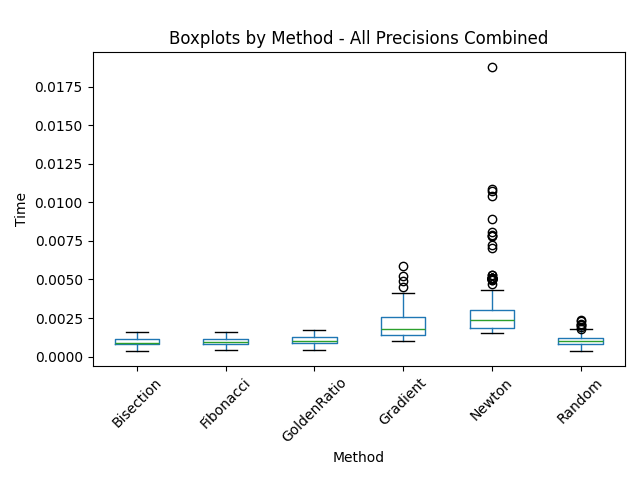 Boxplots by Method - All Precisions Combined
0.0175
0.0150
0.0125
0.0100
0.0075
0.0050
0.0025
0.0000
Time
Bisection
Fibonacci
GoldenRatio
Gradient
Newton
Random
Method